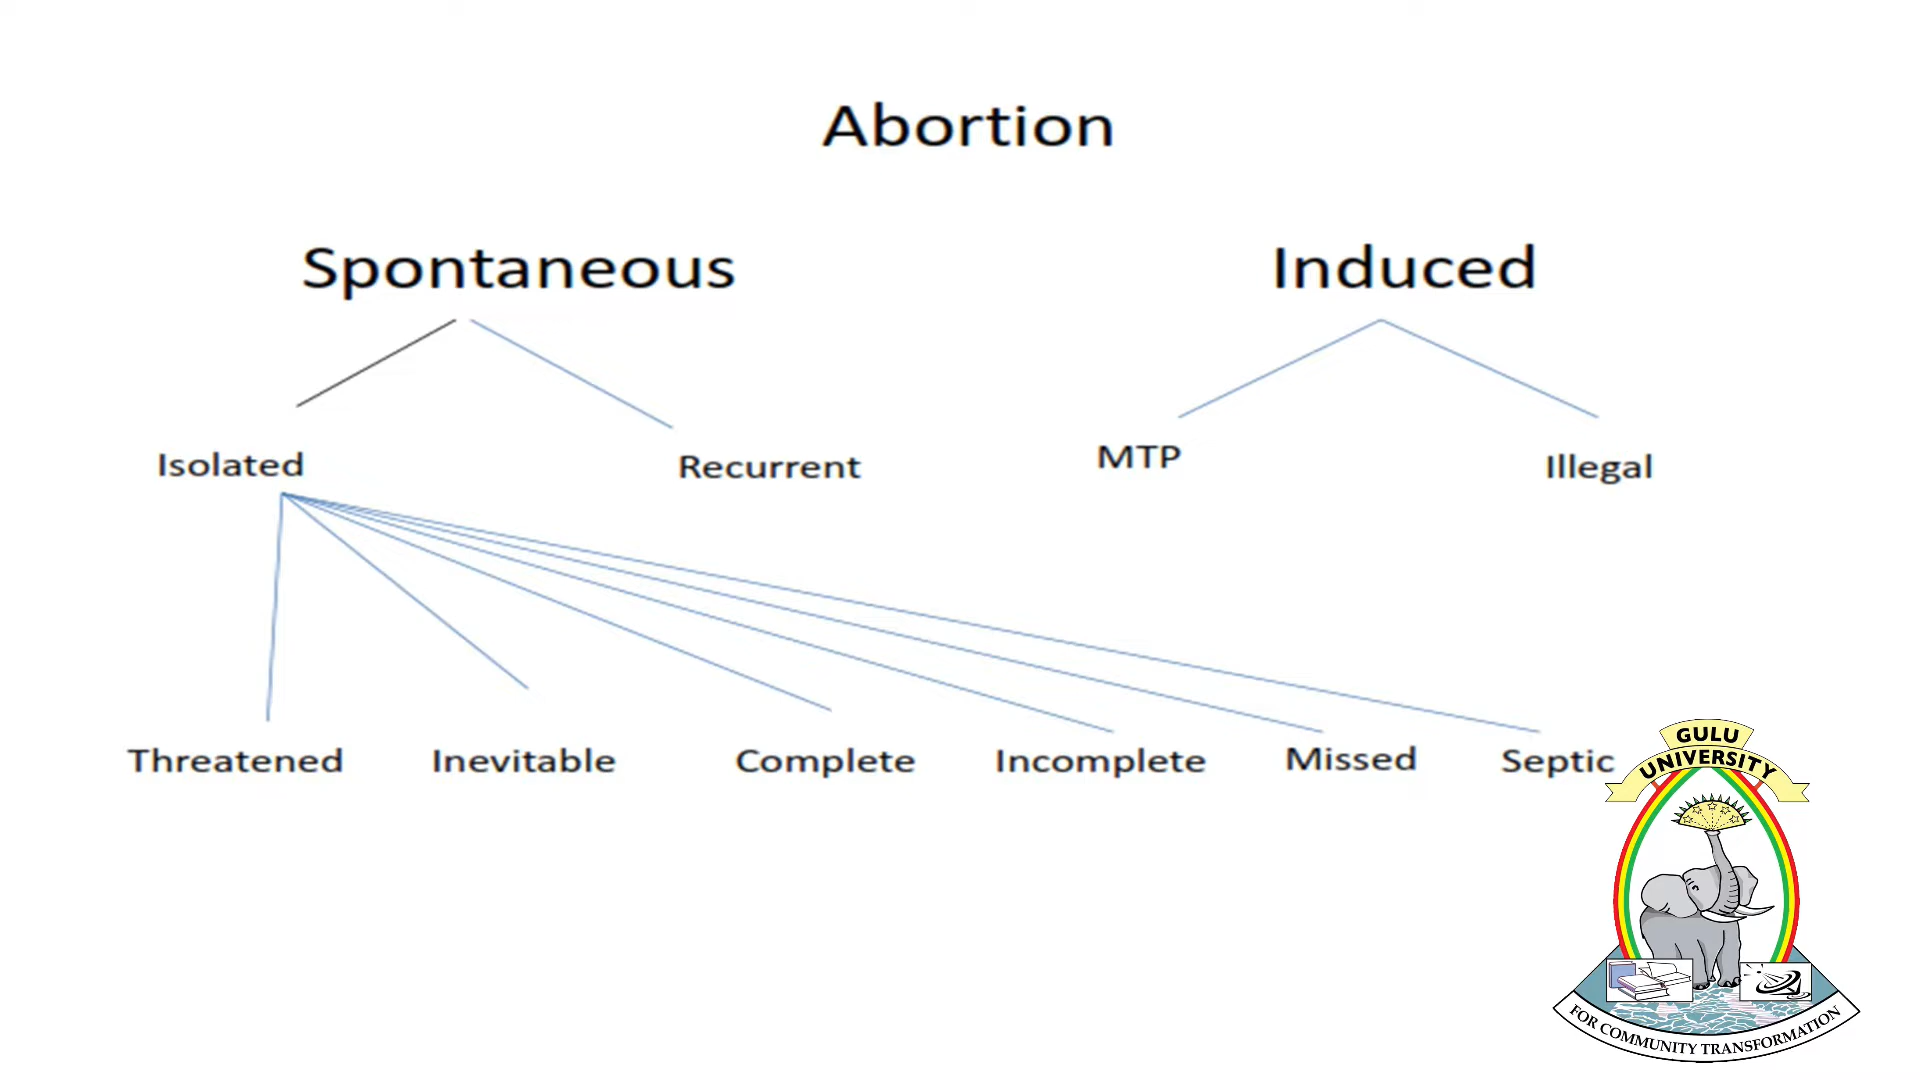 Abortion
Spontaneous Induced
Isolated Recurrent MTP Illegal
Threatened Inevitable Complete Incomplete Missed Septic
GULU
UNIVERSITY
FOR COMMUNITY TRANSFORMATION